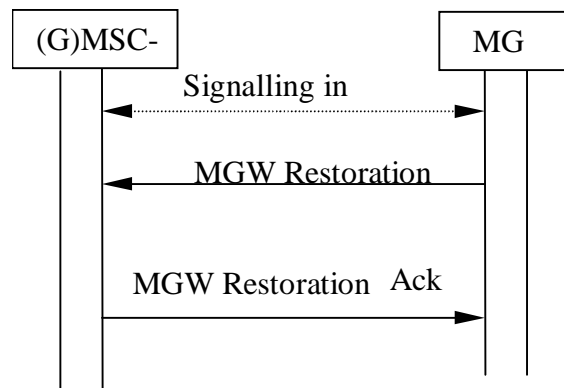 (G)MSC-
MG
Signalling in
MGW Restoration
MGW Restoration Ack